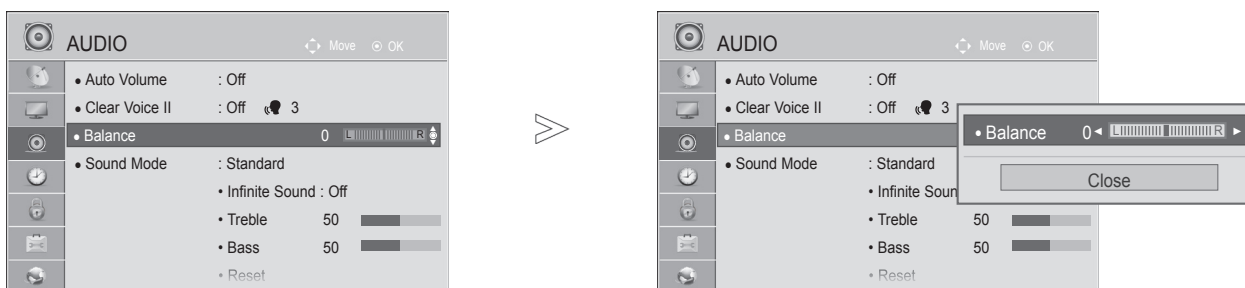 AUDIO
Move OK
● Auto Volume : Off
● Clear Voice II : Off 3
● Balance 0 L R
● Sound Mode : Standard
• Infinite Sound : Off
• Treble 50
• Bass 50
• Reset
>>
AUDIO
Move OK
● Auto Volume : Off
● Clear Voice II : Off 3
● Balance
● Sound Mode : Standard
• Infinite Soun
• Treble 50
• Bass 50
• Reset
● Balance 0 ◄ L R ►
Close